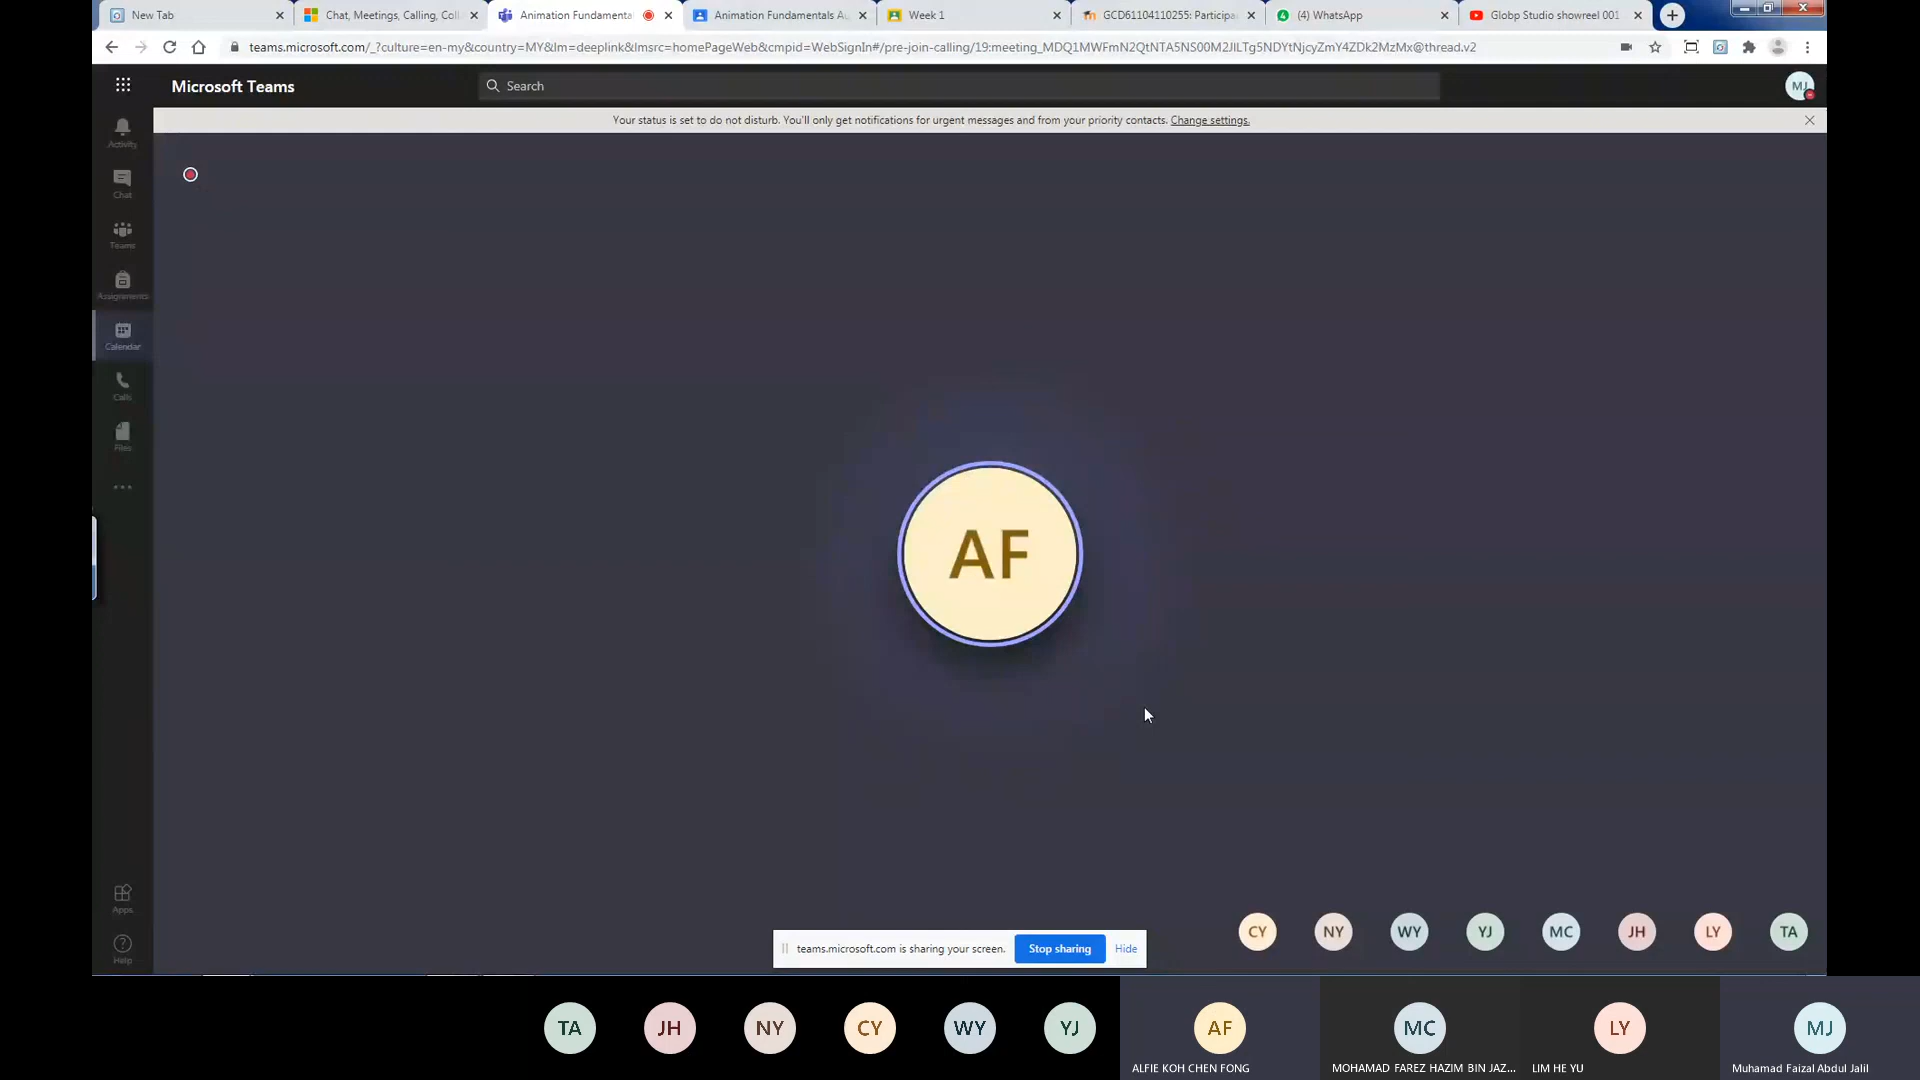 New Tab
Chat, Meetings, Calling, Coll
Animation Fundamenta
Animation Fundamentals Au
Week 1
GCD61104110255: Participa
(4) WhatsApp
Globp Studio showreel 001
teams.microsoft.com/_?culture=en-my&country=MY&lm=deeplink&lmsrc=homePageWeb&cmpid=WebSignIn#/pre-join-calling/19:meeting_MDQ1MWFmN2QtNTA5NS00M2JlLTg5NDYtNjcyZmY4ZDk2MzMx@thread.v2
Microsoft Teams
Search
MJ
Your status is set to do not disturb. You'll only get notifications for urgent messages and from your priority contacts. Change settings.
Activity
Chat
Teams
Assignments
Calendar
Calls
Files
AF
Apps
Help
teams.microsoft.com is sharing your screen.
Stop sharing
Hide
CY
NY
WY
YJ
MC
JH
LY
TA
TA
JH
NY
CY
WY
YJ
AF
MC
LY
MJ
ALFIE KOH CHEN FONG
MOHAMAD FAREZ HAZIM BIN JAZ...
LIM HE YU
Muhamad Faizal Abdul Jalil